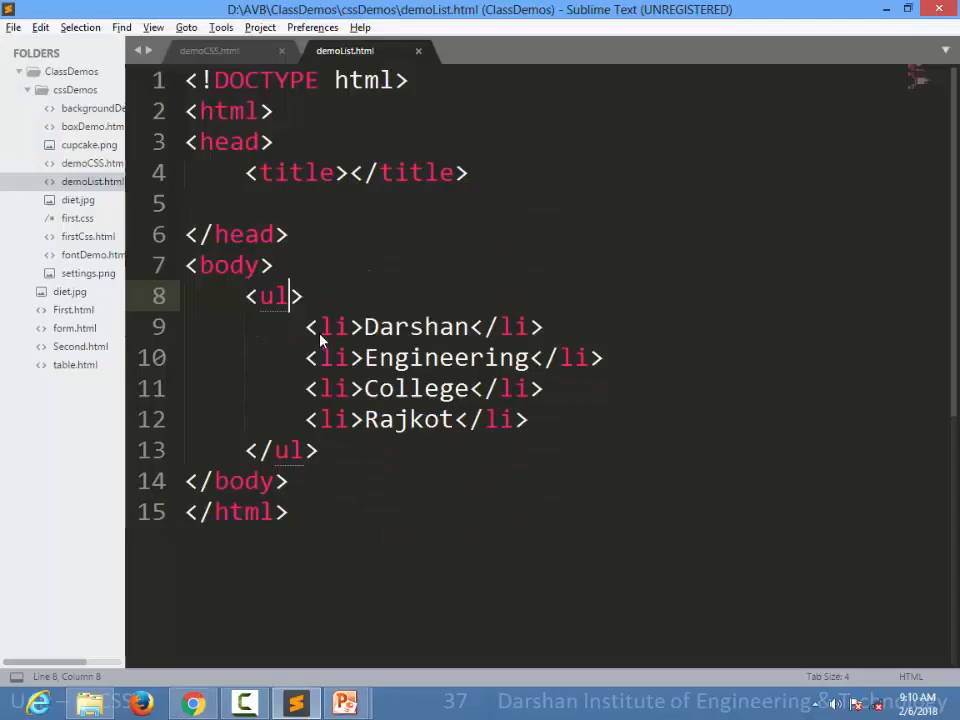 D:\AVB\ClassDemos\cssDemos\demoList.html (ClassDemos) - Sublime Text (UNREGISTERED)
File Edit Selection Find View Goto Tools Project Preferences Help
FOLDERS
ClassDemos
cssDemos
backgroundDe
boxDemo.htm
cupcake.png
demoCSS.htm
demoList.html
diet.jpg
first.css
firstCss.html
fontDemo.htm
settings.png
diet.jpg
First.html
form.html
Second.html
table.html
demoCSS.html demoList.html
1 <!DOCTYPE html>
2 <html>
3 <head>
4 <title></title>
5
6 </head>
7 <body>
8 <ul>
9 <li>Darshan</li>
10 <li>Engineering</li>
11 <li>College</li>
12 <li>Rajkot</li>
13 </ul>
14 </body>
15 </html>
Line 8, Column 8 Tab Size: 4 HTML
37 Darshan Institute of Engineering & Technology
9:10 AM
2/6/2018